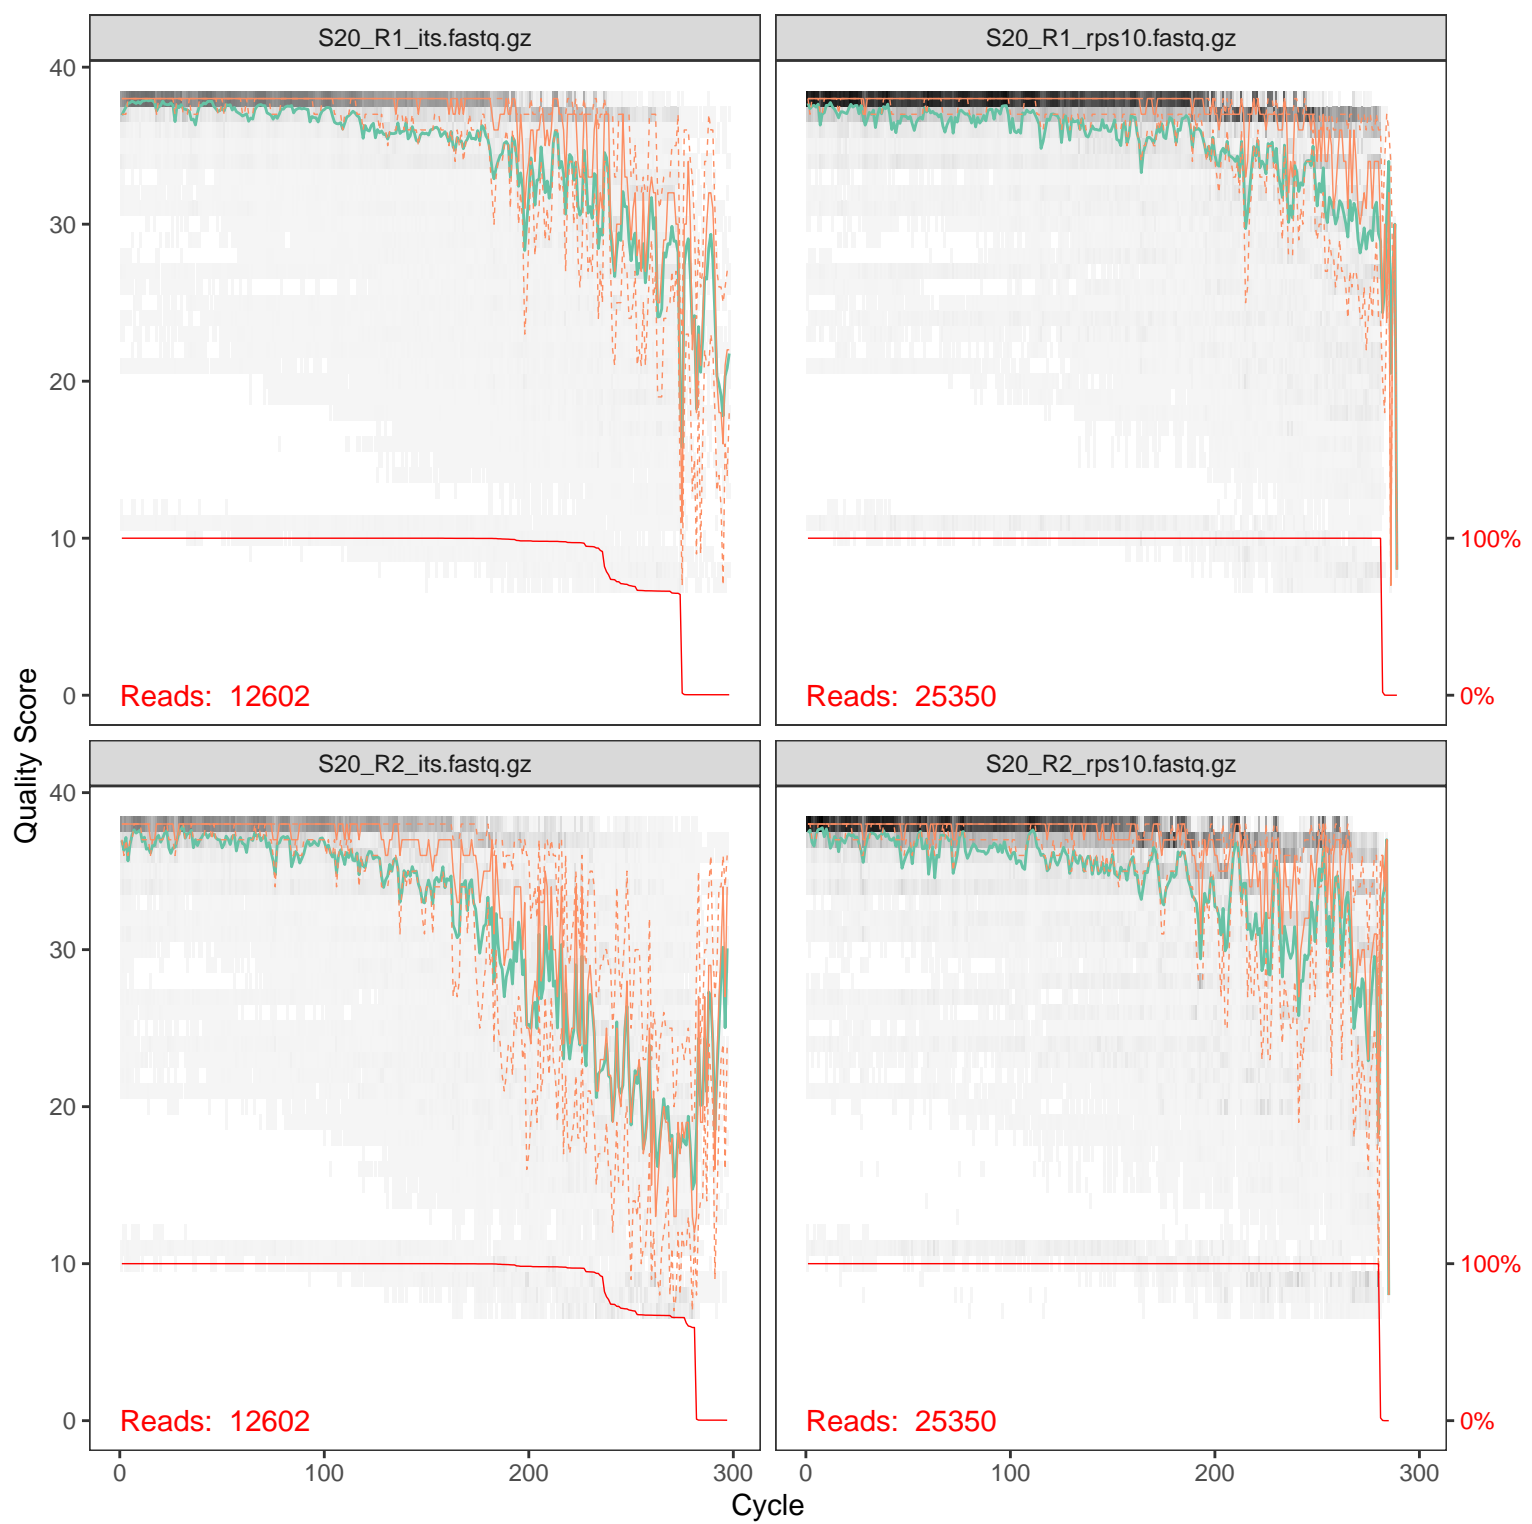 S20_R1_its.fastq.gz
S20_R1_rps10.fastq.gz
40
30
20
10
0
100%
0%
Reads: 12602
Reads: 25350
Quality Score
S20_R2_its.fastq.gz
S20_R2_rps10.fastq.gz
40
30
20
10
0
100%
0%
Reads: 12602
Reads: 25350
0 100 200 300
0 100 200 300
Cycle